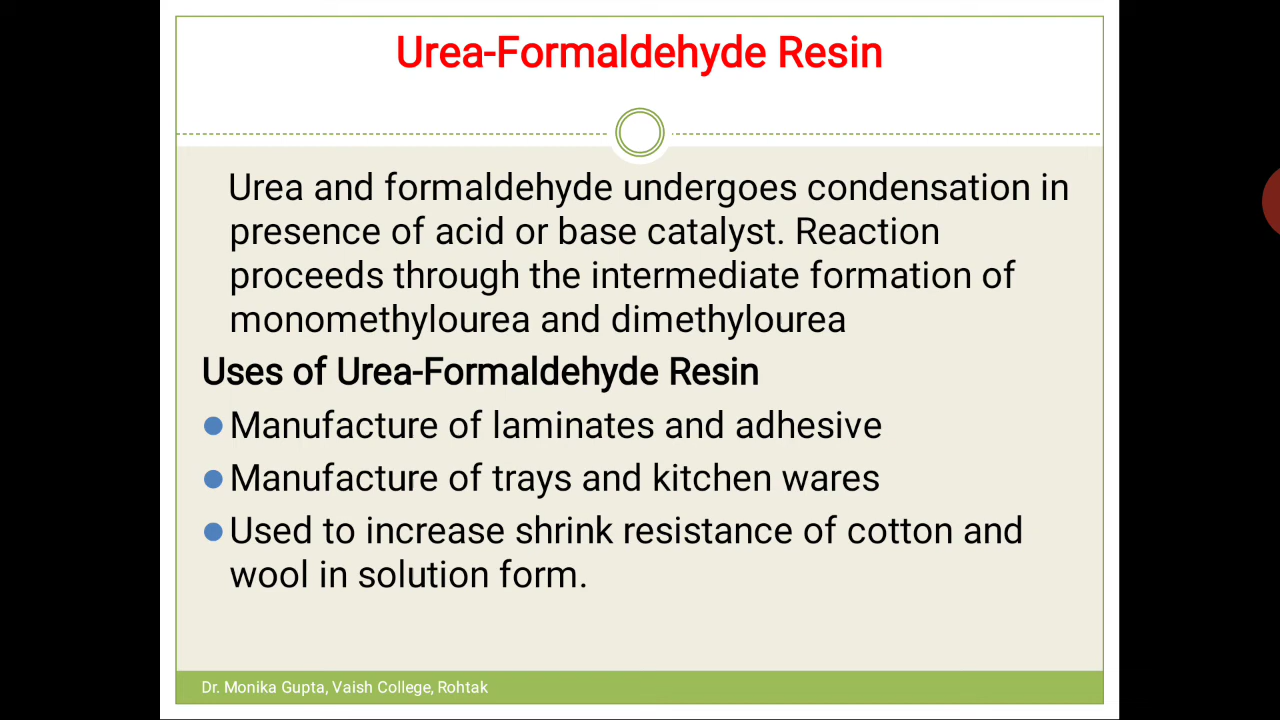 Urea-Formaldehyde Resin
Urea and formaldehyde undergoes condensation in
presence of acid or base catalyst. Reaction
proceeds through the intermediate formation of
monomethylourea and dimethylourea
Uses of Urea-Formaldehyde Resin
Manufacture of laminates and adhesive
Manufacture of trays and kitchen wares
Used to increase shrink resistance of cotton and
wool in solution form.
Dr. Monika Gupta, Vaish College, Rohtak